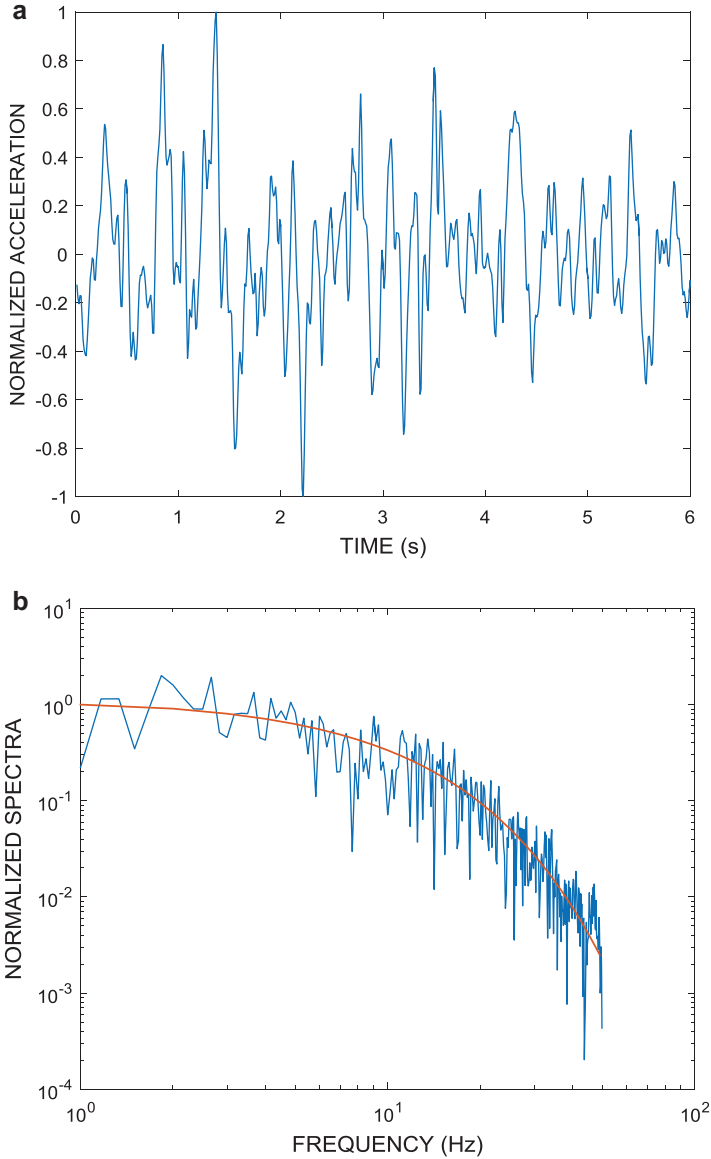 a
NORMALIZED ACCELERATION
1
0.8
0.6
0.4
0.2
0
-0.2
-0.4
-0.6
-0.8
-1
0 1 2 3 4 5 6
TIME (s)
b
NORMALIZED SPECTRA
10^1
10^0
10^-1
10^-2
10^-3
10^-4
10^0 10^1 10^2
FREQUENCY (Hz)